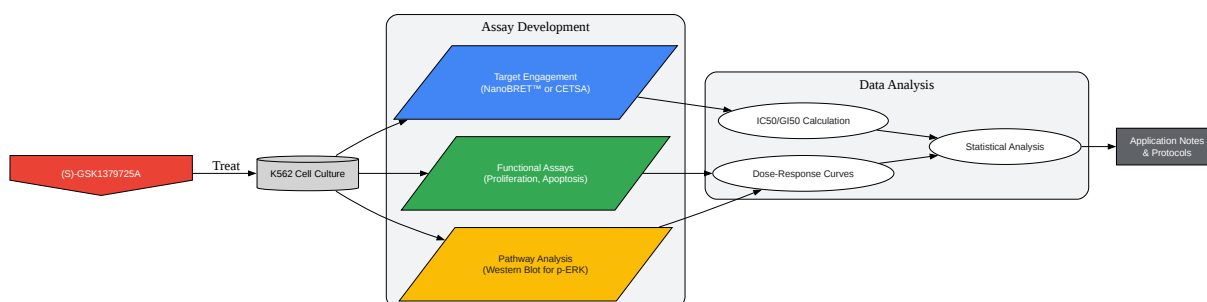 Assay Development
Target Engagement
(NanoBRET™ or CETSA)
Data Analysis
IC50/GI50 Calculation
Statistical Analysis
Application Notes
& Protocols
(S)-GSK1379725A
Treat
K562 Cell Culture
Functional Assays
(Proliferation, Apoptosis)
Dose-Response Curves
Pathway Analysis
(Western Blot for p-ERK)